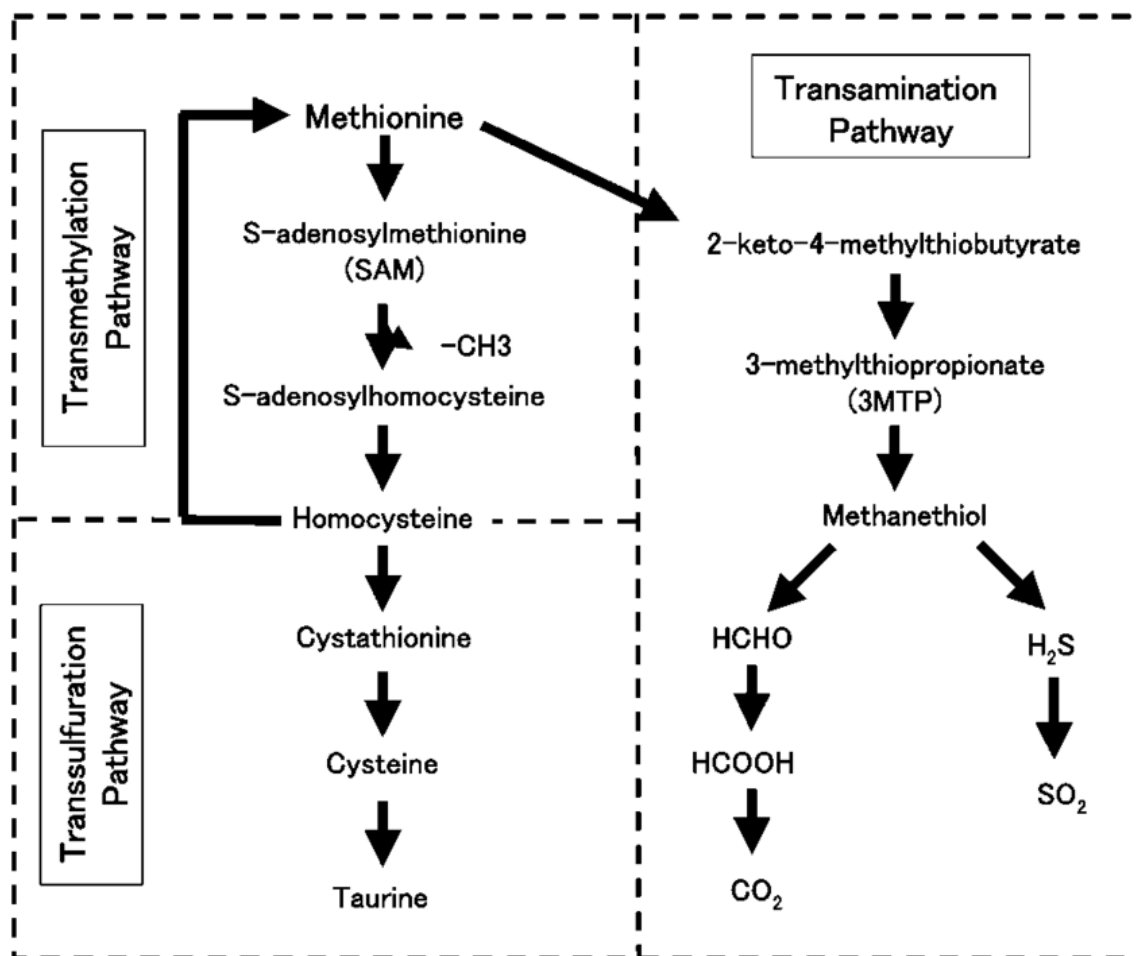 Transmethylation
Pathway
Methionine
S-adenosylmethionine
(SAM)
-CH3
S-adenosylhomocysteine
Homocysteine
Transsulfuration
Pathway
Cystathionine
Cysteine
Taurine
Transamination
Pathway
2-keto-4-methylthiobutyrate
3-methylthiopropionate
(3MTP)
Methanethiol
HCHO
H₂S
HCOOH
SO₂
CO₂